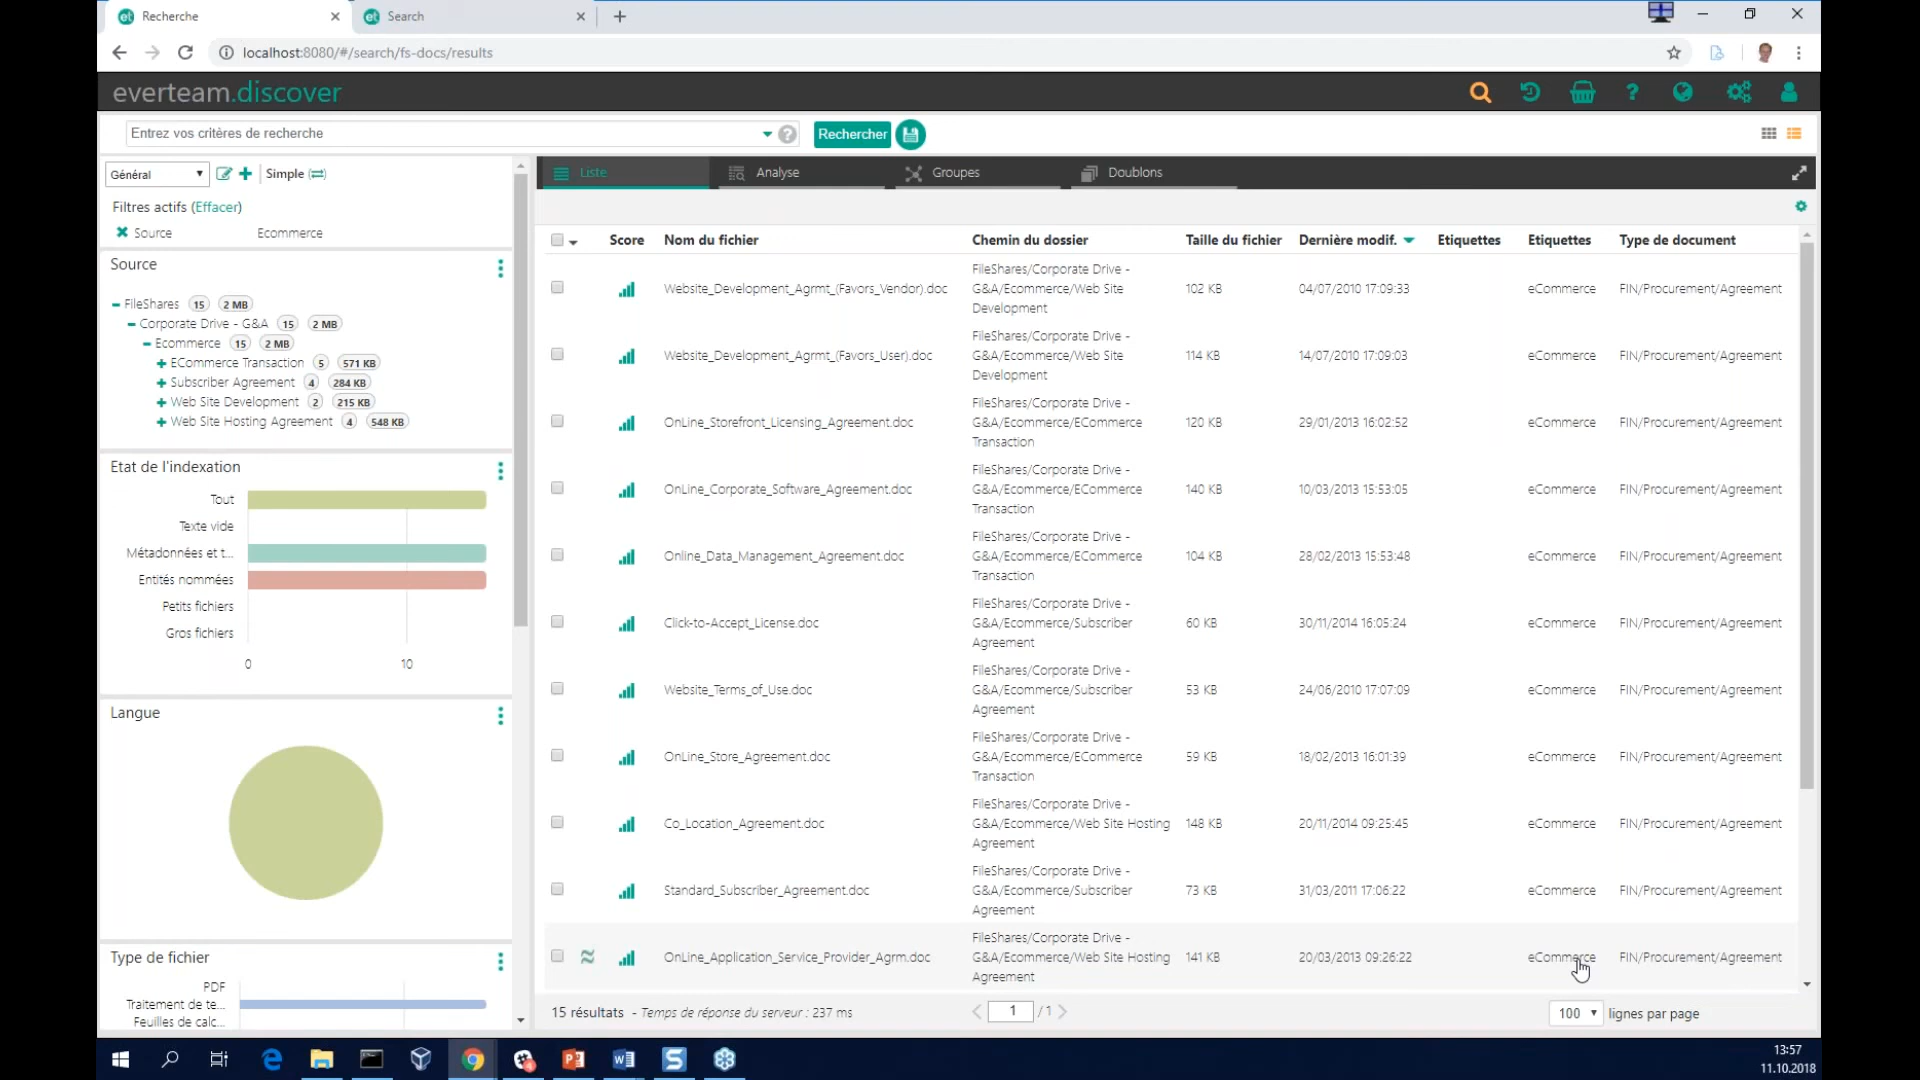 Recherche
Search
localhost:8080/#/search/fs-docs/results
everteam.discover
Entrez vos critères de recherche
Rechercher
Général
Simple
Filtres actifs (Effacer)
Source Ecommerce
Source
FileShares 15 2 MB
Corporate Drive - G&A 15 2 MB
Ecommerce 15 2 MB
ECommerce Transaction 5 571 KB
Subscriber Agreement 4 284 KB
Web Site Development 2 215 KB
Web Site Hosting Agreement 4 548 KB
Etat de l'indexation
Tout
Texte vide
Métadonnées et t...
Entités nommées
Petits fichiers
Gros fichiers
0 10
Langue
Type de fichier
PDF
Traitement de te...
Feuilles de calc...
Liste Analyse Groupes Doublons
Score Nom du fichier Chemin du dossier Taille du fichier Dernière modif. Etiquettes Etiquettes Type de document
FileShares/Corporate Drive -
Website_Development_Agrmt_(Favors_Vendor).doc G&A/Ecommerce/Web Site 102 KB 04/07/2010 17:09:33 eCommerce FIN/Procurement/Agreement
Development
FileShares/Corporate Drive -
Website_Development_Agrmt_(Favors_User).doc G&A/Ecommerce/Web Site 114 KB 14/07/2010 17:09:03 eCommerce FIN/Procurement/Agreement
Development
FileShares/Corporate Drive -
OnLine_Storefront_Licensing_Agreement.doc G&A/Ecommerce/ECommerce 120 KB 29/01/2013 16:02:52 eCommerce FIN/Procurement/Agreement
Transaction
FileShares/Corporate Drive -
OnLine_Corporate_Software_Agreement.doc G&A/Ecommerce/ECommerce 140 KB 10/03/2013 15:53:05 eCommerce FIN/Procurement/Agreement
Transaction
FileShares/Corporate Drive -
Online_Data_Management_Agreement.doc G&A/Ecommerce/ECommerce 104 KB 28/02/2013 15:53:48 eCommerce FIN/Procurement/Agreement
Transaction
FileShares/Corporate Drive -
Click-to-Accept_License.doc G&A/Ecommerce/Subscriber 60 KB 30/11/2014 16:05:24 eCommerce FIN/Procurement/Agreement
Agreement
FileShares/Corporate Drive -
Website_Terms_of_Use.doc G&A/Ecommerce/Subscriber 53 KB 24/06/2010 17:07:09 eCommerce FIN/Procurement/Agreement
Agreement
FileShares/Corporate Drive -
OnLine_Store_Agreement.doc G&A/Ecommerce/ECommerce 59 KB 18/02/2013 16:01:39 eCommerce FIN/Procurement/Agreement
Transaction
FileShares/Corporate Drive -
Co_Location_Agreement.doc G&A/Ecommerce/Web Site Hosting 148 KB 20/11/2014 09:25:45 eCommerce FIN/Procurement/Agreement
Agreement
FileShares/Corporate Drive -
Standard_Subscriber_Agreement.doc G&A/Ecommerce/Subscriber 73 KB 31/03/2011 17:06:22 eCommerce FIN/Procurement/Agreement
Agreement
FileShares/Corporate Drive -
OnLine_Application_Service_Provider_Agrm.doc G&A/Ecommerce/Web Site Hosting 141 KB 20/03/2013 09:26:22 eCommerce FIN/Procurement/Agreement
Agreement
15 résultats - Temps de réponse du serveur : 237 ms
1 / 1
100 lignes par page
13:57
11.10.2018